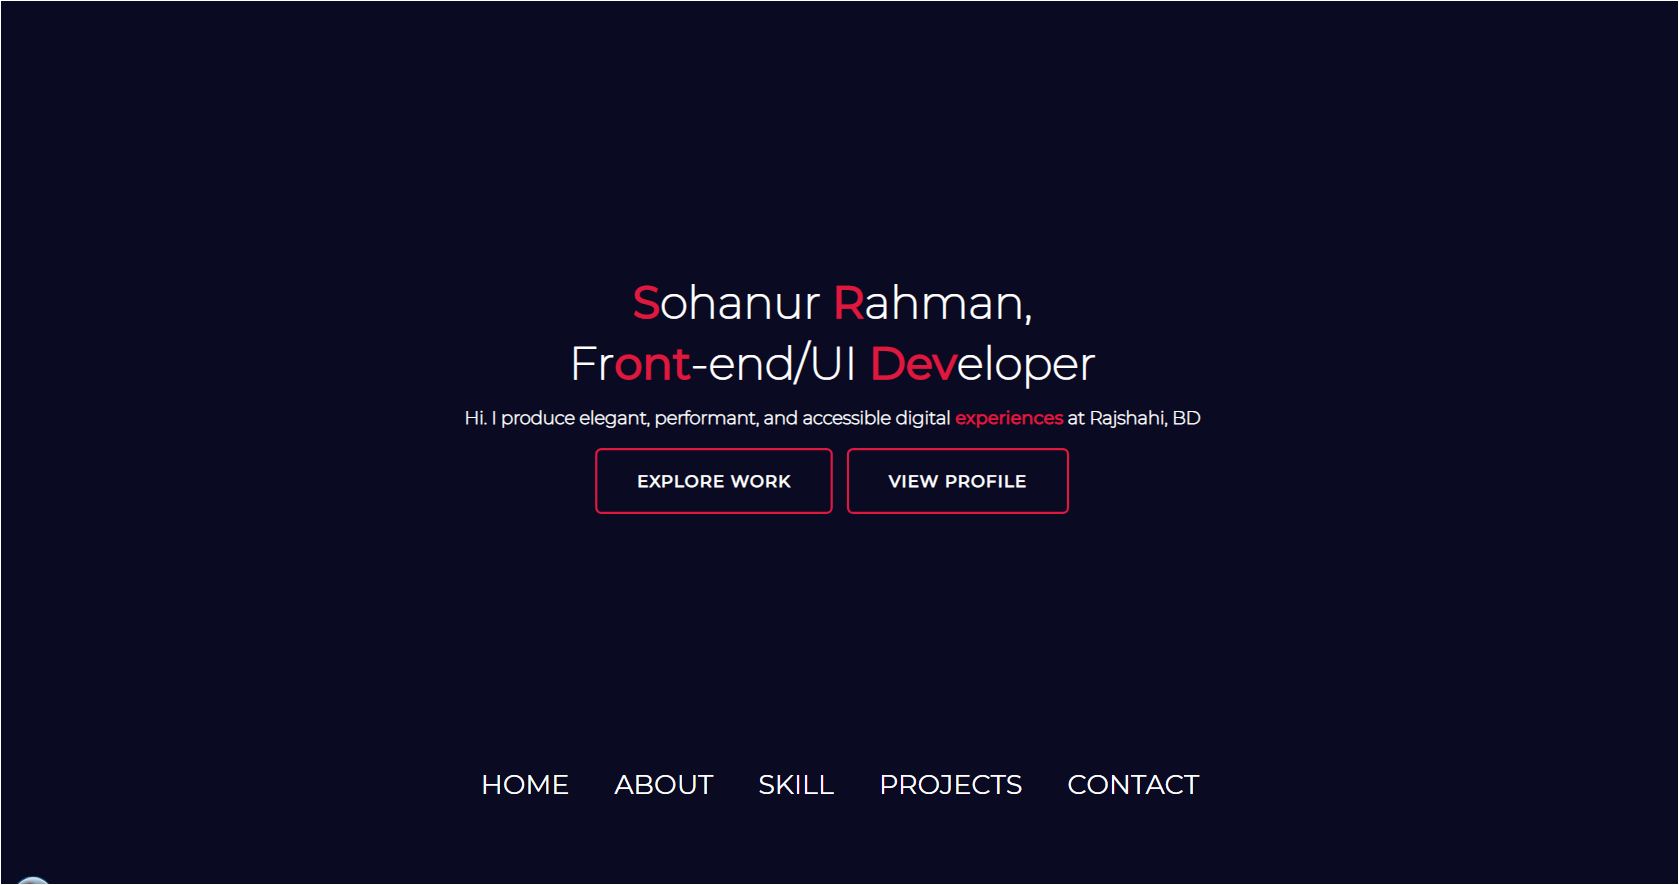 Sohanur Rahman,
Front-end/UI Developer
Hi. I produce elegant, performant, and accessible digital experiences at Rajshahi, BD
EXPLORE WORK VIEW PROFILE
HOME ABOUT SKILL PROJECTS CONTACT